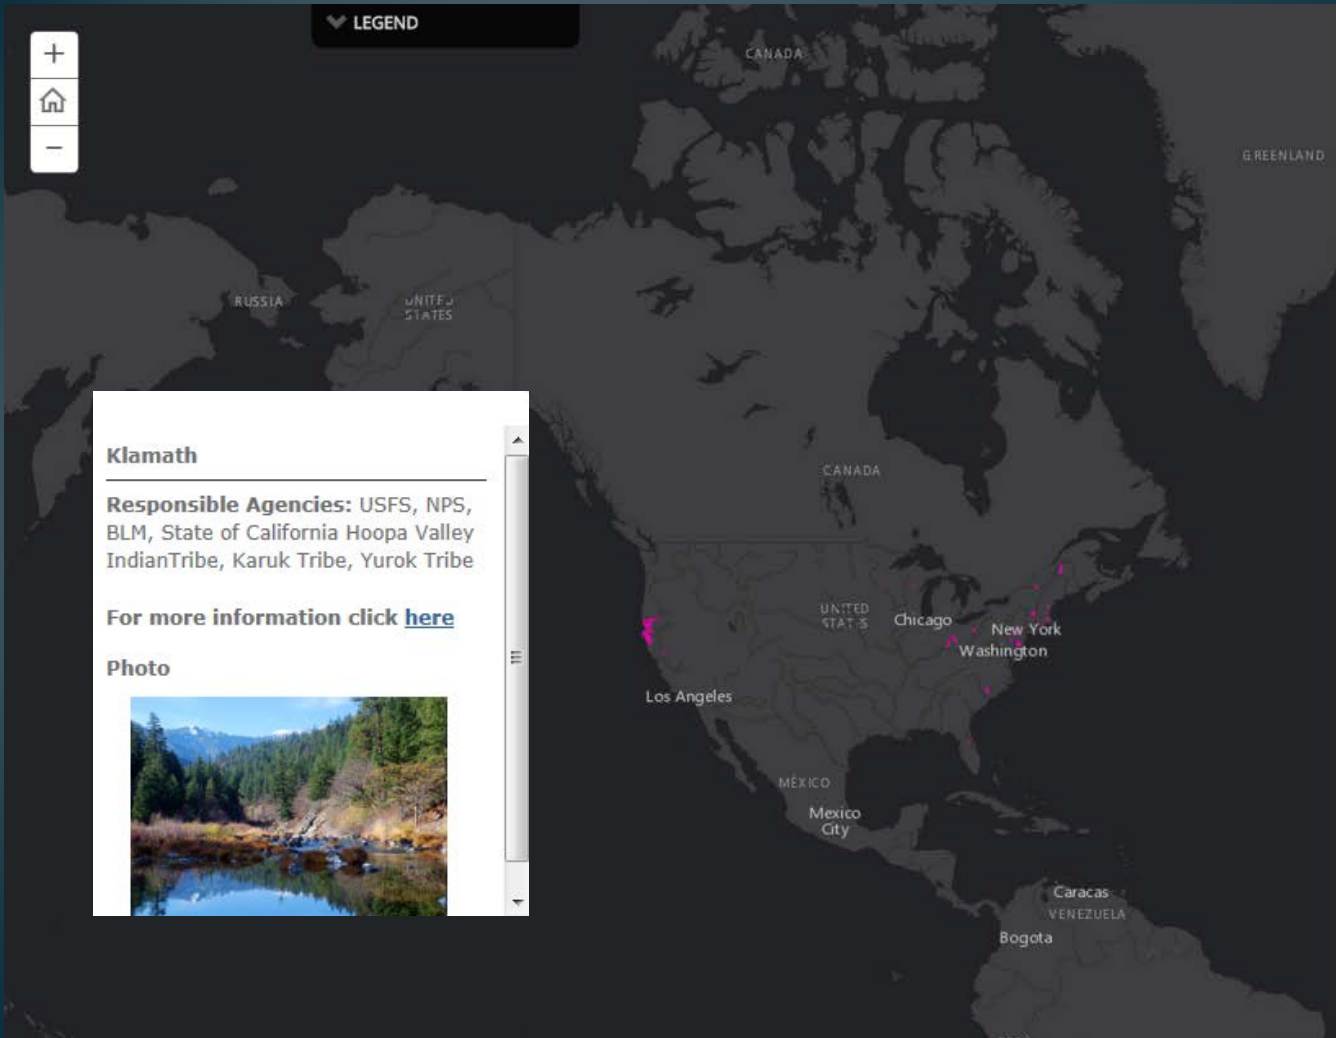 LEGEND
CANADA
GREENLAND
RUSSIA
UNITED
STATES
Klamath
Responsible Agencies: USFS, NPS,
BLM, State of California Hoopa Valley
IndianTribe, Karuk Tribe, Yurok Tribe
For more information click here
Photo
CANADA
UNITED
STATES
Chicago
New York
Washington
Los Angeles
MÉXICO
Mexico
City
Caracas
VENEZUELA
Bogota